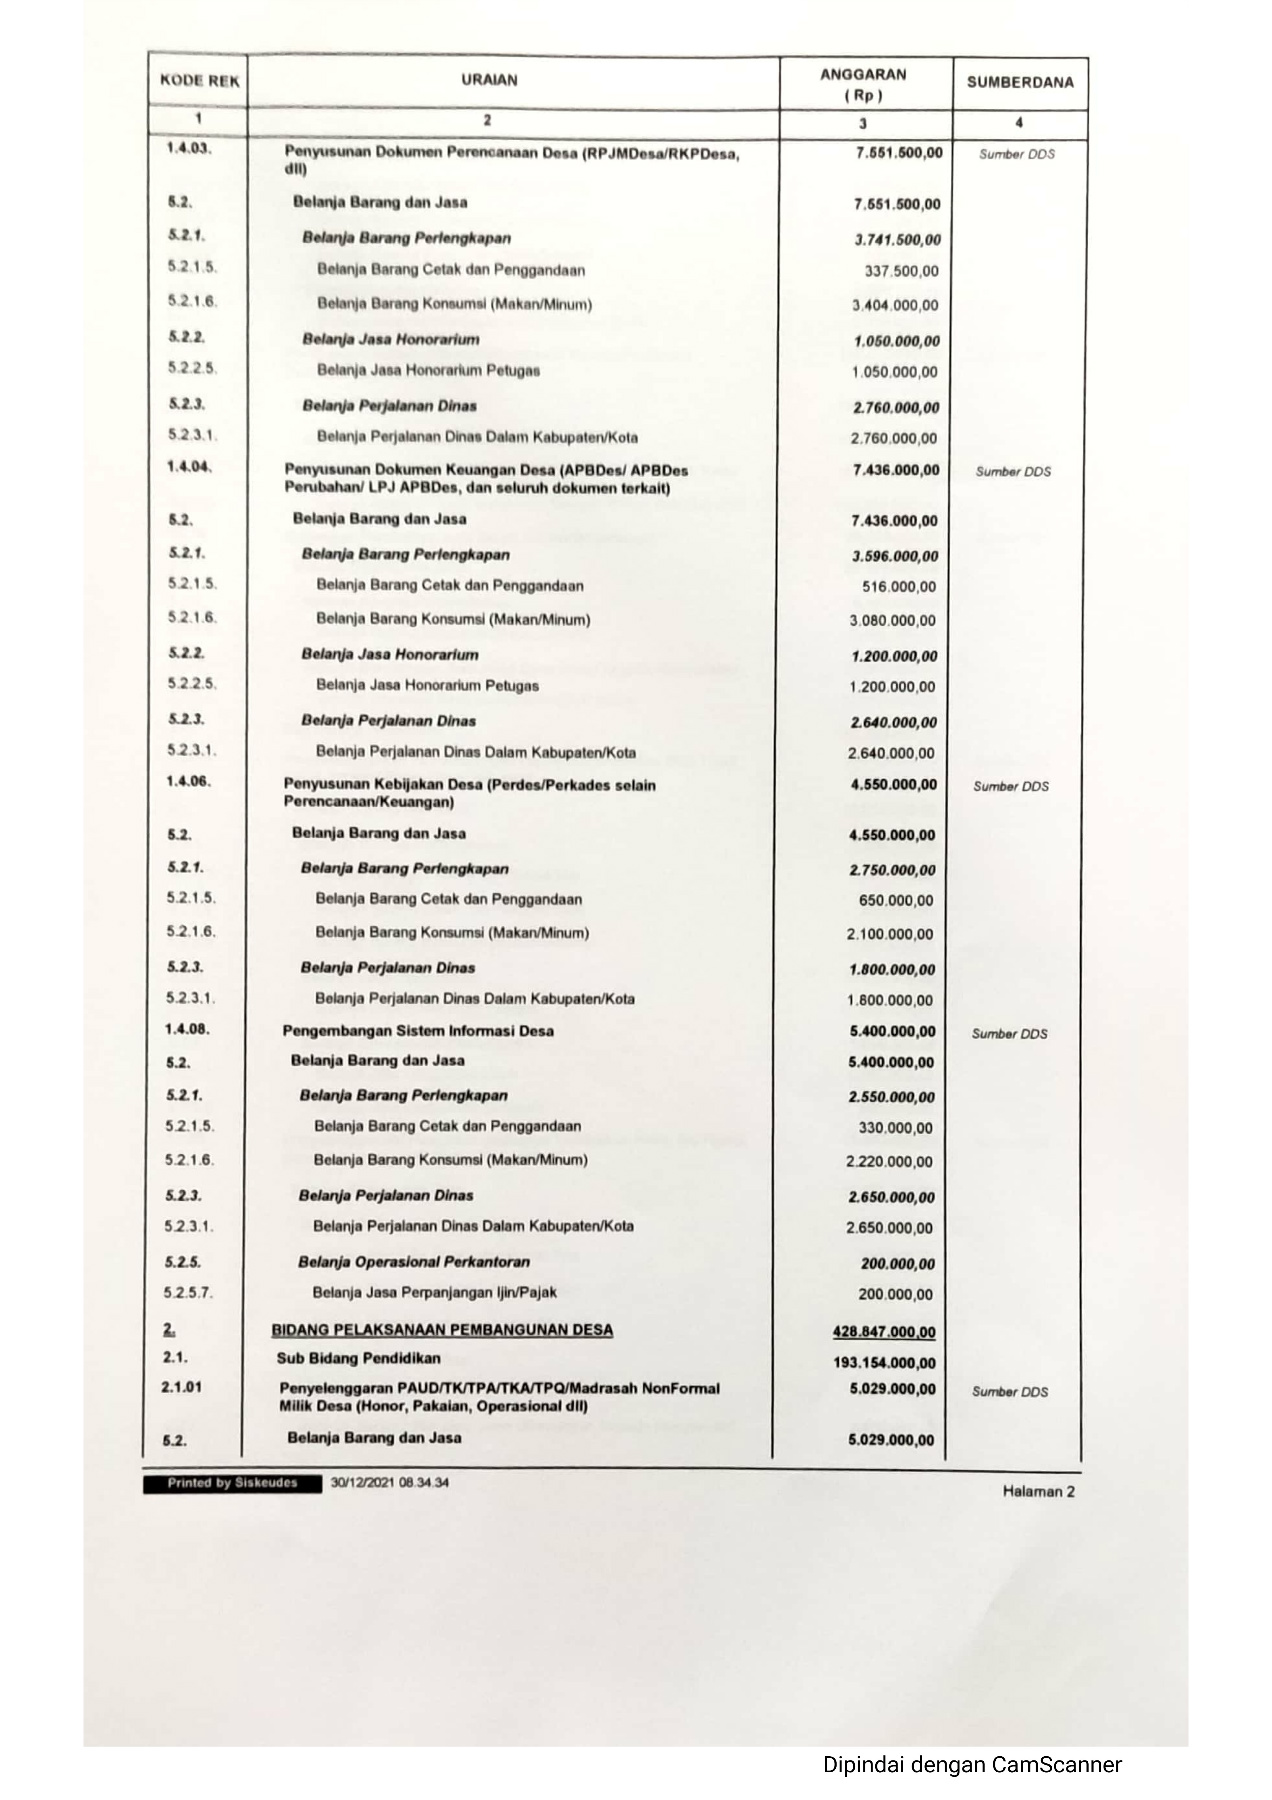 KODE REK URAIAN ANGGARAN ( Rp ) SUMBERDANA
1 2 3 4
1.4.03. Penyusunan Dokumen Perencanaan Desa (RPJMDesa/RKPDesa, 7.551.500,00 Sumber DDS
dll)
5.2. Belanja Barang dan Jasa 7.551.500,00
5.2.1. Belanja Barang Perlengkapan 3.741.500,00
5.2.1.5. Belanja Barang Cetak dan Penggandaan 337.500,00
5.2.1.6. Belanja Barang Konsumsi (Makan/Minum) 3.404.000,00
5.2.2. Belanja Jasa Honorarium 1.050.000,00
5.2.2.5. Belanja Jasa Honorarium Petugas 1.050.000,00
5.2.3. Belanja Perjalanan Dinas 2.760.000,00
5.2.3.1. Belanja Perjalanan Dinas Dalam Kabupaten/Kota 2.760.000,00
1.4.04. Penyusunan Dokumen Keuangan Desa (APBDes/ APBDes 7.436.000,00 Sumber DDS
Perubahan/ LPJ APBDes, dan seluruh dokumen terkait)
5.2. Belanja Barang dan Jasa 7.436.000,00
5.2.1. Belanja Barang Perlengkapan 3.596.000,00
5.2.1.5. Belanja Barang Cetak dan Penggandaan 516.000,00
5.2.1.6. Belanja Barang Konsumsi (Makan/Minum) 3.080.000,00
5.2.2. Belanja Jasa Honorarium 1.200.000,00
5.2.2.5. Belanja Jasa Honorarium Petugas 1.200.000,00
5.2.3. Belanja Perjalanan Dinas 2.640.000,00
5.2.3.1. Belanja Perjalanan Dinas Dalam Kabupaten/Kota 2.640.000,00
1.4.06. Penyusunan Kebijakan Desa (Perdes/Perkades selain 4.550.000,00 Sumber DDS
Perencanaan/Keuangan)
5.2. Belanja Barang dan Jasa 4.550.000,00
5.2.1. Belanja Barang Perlengkapan 2.750.000,00
5.2.1.5. Belanja Barang Cetak dan Penggandaan 650.000,00
5.2.1.6. Belanja Barang Konsumsi (Makan/Minum) 2.100.000,00
5.2.3. Belanja Perjalanan Dinas 1.800.000,00
5.2.3.1. Belanja Perjalanan Dinas Dalam Kabupaten/Kota 1.800.000,00
1.4.08. Pengembangan Sistem Informasi Desa 5.400.000,00 Sumber DDS
5.2. Belanja Barang dan Jasa 5.400.000,00
5.2.1. Belanja Barang Perlengkapan 2.550.000,00
5.2.1.5. Belanja Barang Cetak dan Penggandaan 330.000,00
5.2.1.6. Belanja Barang Konsumsi (Makan/Minum) 2.220.000,00
5.2.3. Belanja Perjalanan Dinas 2.650.000,00
5.2.3.1. Belanja Perjalanan Dinas Dalam Kabupaten/Kota 2.650.000,00
5.2.5. Belanja Operasional Perkantoran 200.000,00
5.2.5.7. Belanja Jasa Perpanjangan Ijin/Pajak 200.000,00
2. BIDANG PELAKSANAAN PEMBANGUNAN DESA 428.847.000,00
2.1. Sub Bidang Pendidikan 193.154.000,00
2.1.01 Penyelenggaran PAUD/TK/TPA/TKA/TPQ/Madrasah NonFormal 5.029.000,00 Sumber DDS
Milik Desa (Honor, Pakaian, Operasional dll)
5.2. Belanja Barang dan Jasa 5.029.000,00
Printed by Siskeudes 30/12/2021 08.34.34
Halaman 2
Dipindai dengan CamScanner